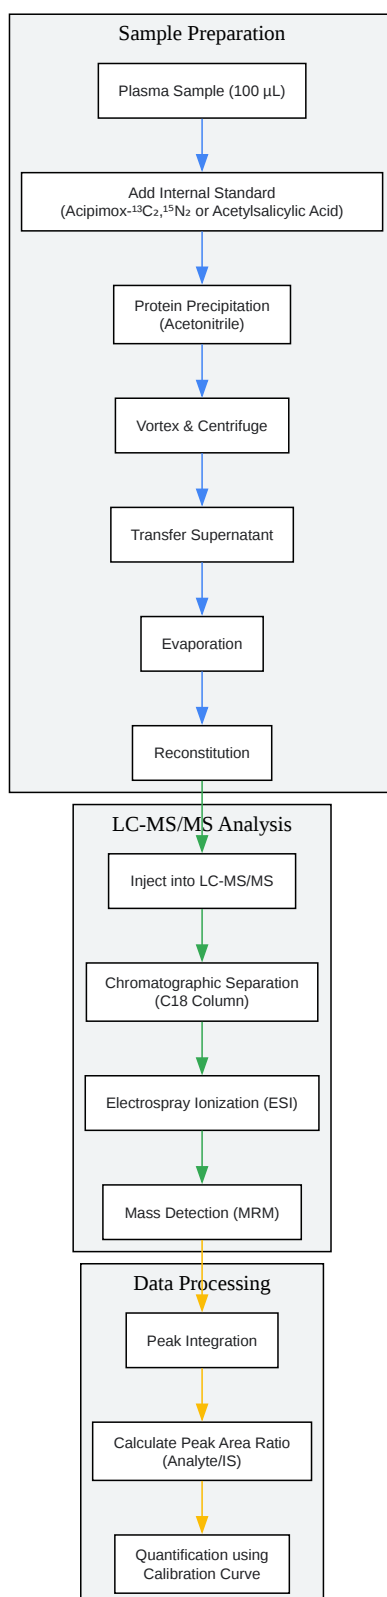 Sample Preparation
Plasma Sample (100 µL)
Add Internal Standard
(Acipimox-¹³C₂,¹⁵N₂ or Acetylsalicylic Acid)
Protein Precipitation
(Acetonitrile)
Vortex & Centrifuge
Transfer Supernatant
Evaporation
Reconstitution
LC-MS/MS Analysis
Inject into LC-MS/MS
Chromatographic Separation
(C18 Column)
Electrospray Ionization (ESI)
Mass Detection (MRM)
Data Processing
Peak Integration
Calculate Peak Area Ratio
(Analyte/IS)
Quantification using
Calibration Curve